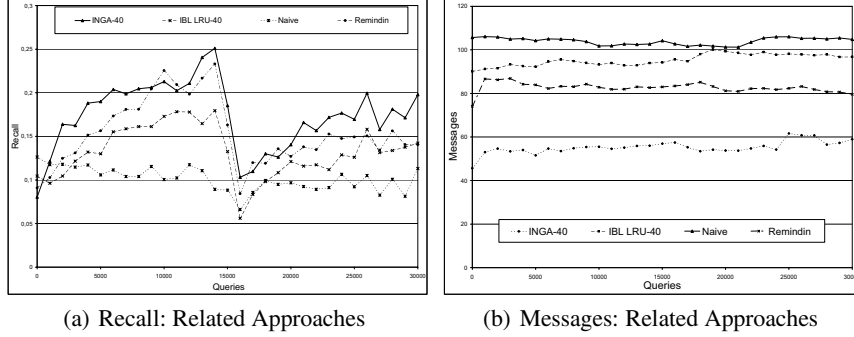 INGA-40 IBL LRU-40 Naive Remindin
0,3
0,25
0,2
0,15
0,1
0,05
0
Recall
0 5000 10000 15000 20000 25000 30000
Queries
(a) Recall: Related Approaches
120
100
80
60
40
20
0
Messages
INGA-40 IBL LRU-40 Naive Remindin
0 5000 10000 15000 20000 25000 30000
Queries
(b) Messages: Related Approaches